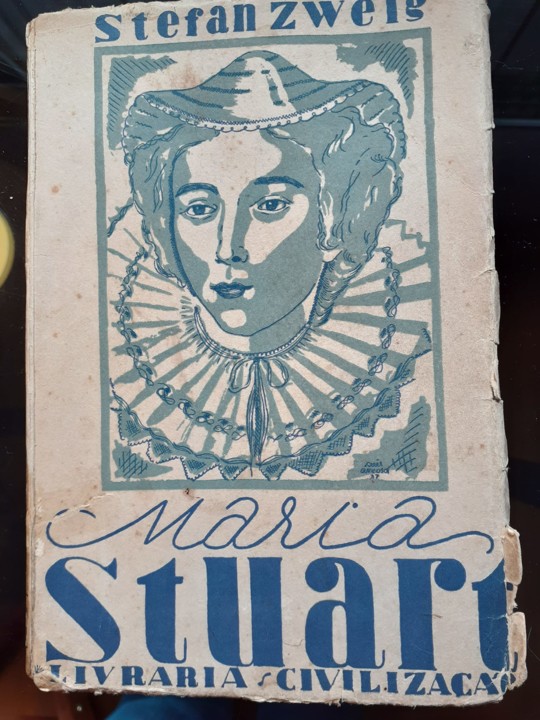 Stefan Zweig
Maria
Stuart
LIVRARIA CIVILIZAÇÃO